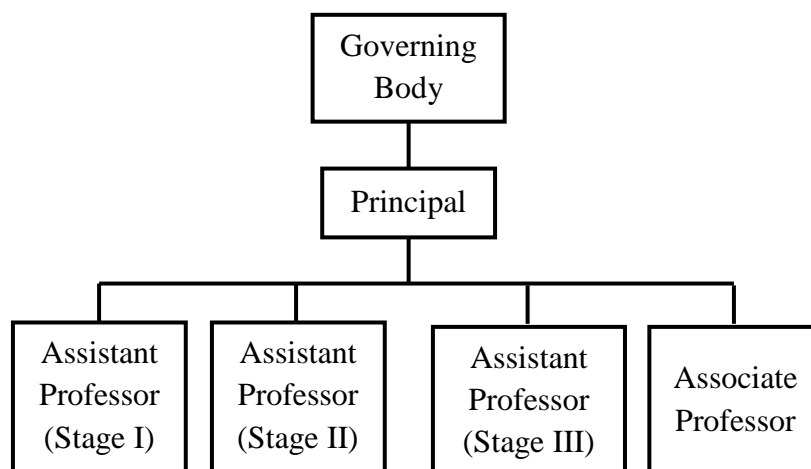 Governing
Body
Principal
Assistant
Professor
(Stage I)
Assistant
Professor
(Stage II)
Assistant
Professor
(Stage III)
Associate
Professor